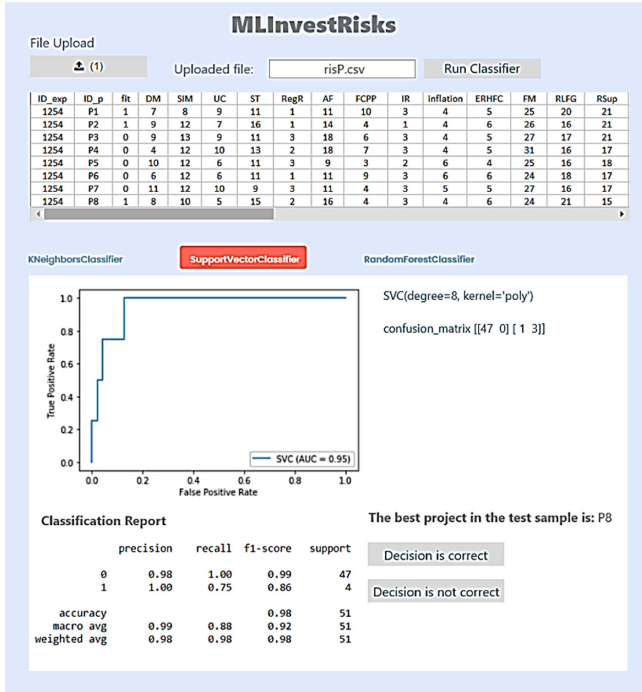 MLInvestRisks
File Upload
(1)
Uploaded file:
risP.csv
Run Classifier
ID_exp ID_p fit DM SIM UC ST RegR AF FCPP IR inflation ERHFC FM RLFG RSup
1254 P1 1 7 8 9 11 1 11 10 3 4 5 25 20 21
1254 P2 1 9 12 7 16 1 14 4 1 4 6 26 16 21
1254 P3 0 9 13 9 11 3 18 6 3 4 5 27 17 21
1254 P4 0 4 12 10 13 2 18 7 3 4 5 31 16 17
1254 P5 0 10 12 6 11 3 9 3 2 6 4 25 16 18
1254 P6 0 6 12 6 11 1 11 9 3 6 6 24 18 17
1254 P7 0 11 12 10 9 3 11 4 3 5 5 27 16 17
1254 P8 1 8 10 5 15 2 16 4 3 4 6 24 21 15
KNeighborsClassifier
SupportVectorClassifier
RandomForestClassifier
1.0
0.8
0.6
0.4
0.2
0.0
True Positive Rate
SVC (AUC = 0.95)
0.0 0.2 0.4 0.6 0.8 1.0
False Positive Rate
SVC(degree=8, kernel='poly')
confusion_matrix [[47 0] [ 1 3]]
Classification Report
precision recall f1-score support
0 0.98 1.00 0.99 47
1 1.00 0.75 0.86 4
accuracy 0.98 51
macro avg 0.99 0.88 0.92 51
weighted avg 0.98 0.98 0.98 51
The best project in the test sample is: P8
Decision is correct
Decision is not correct